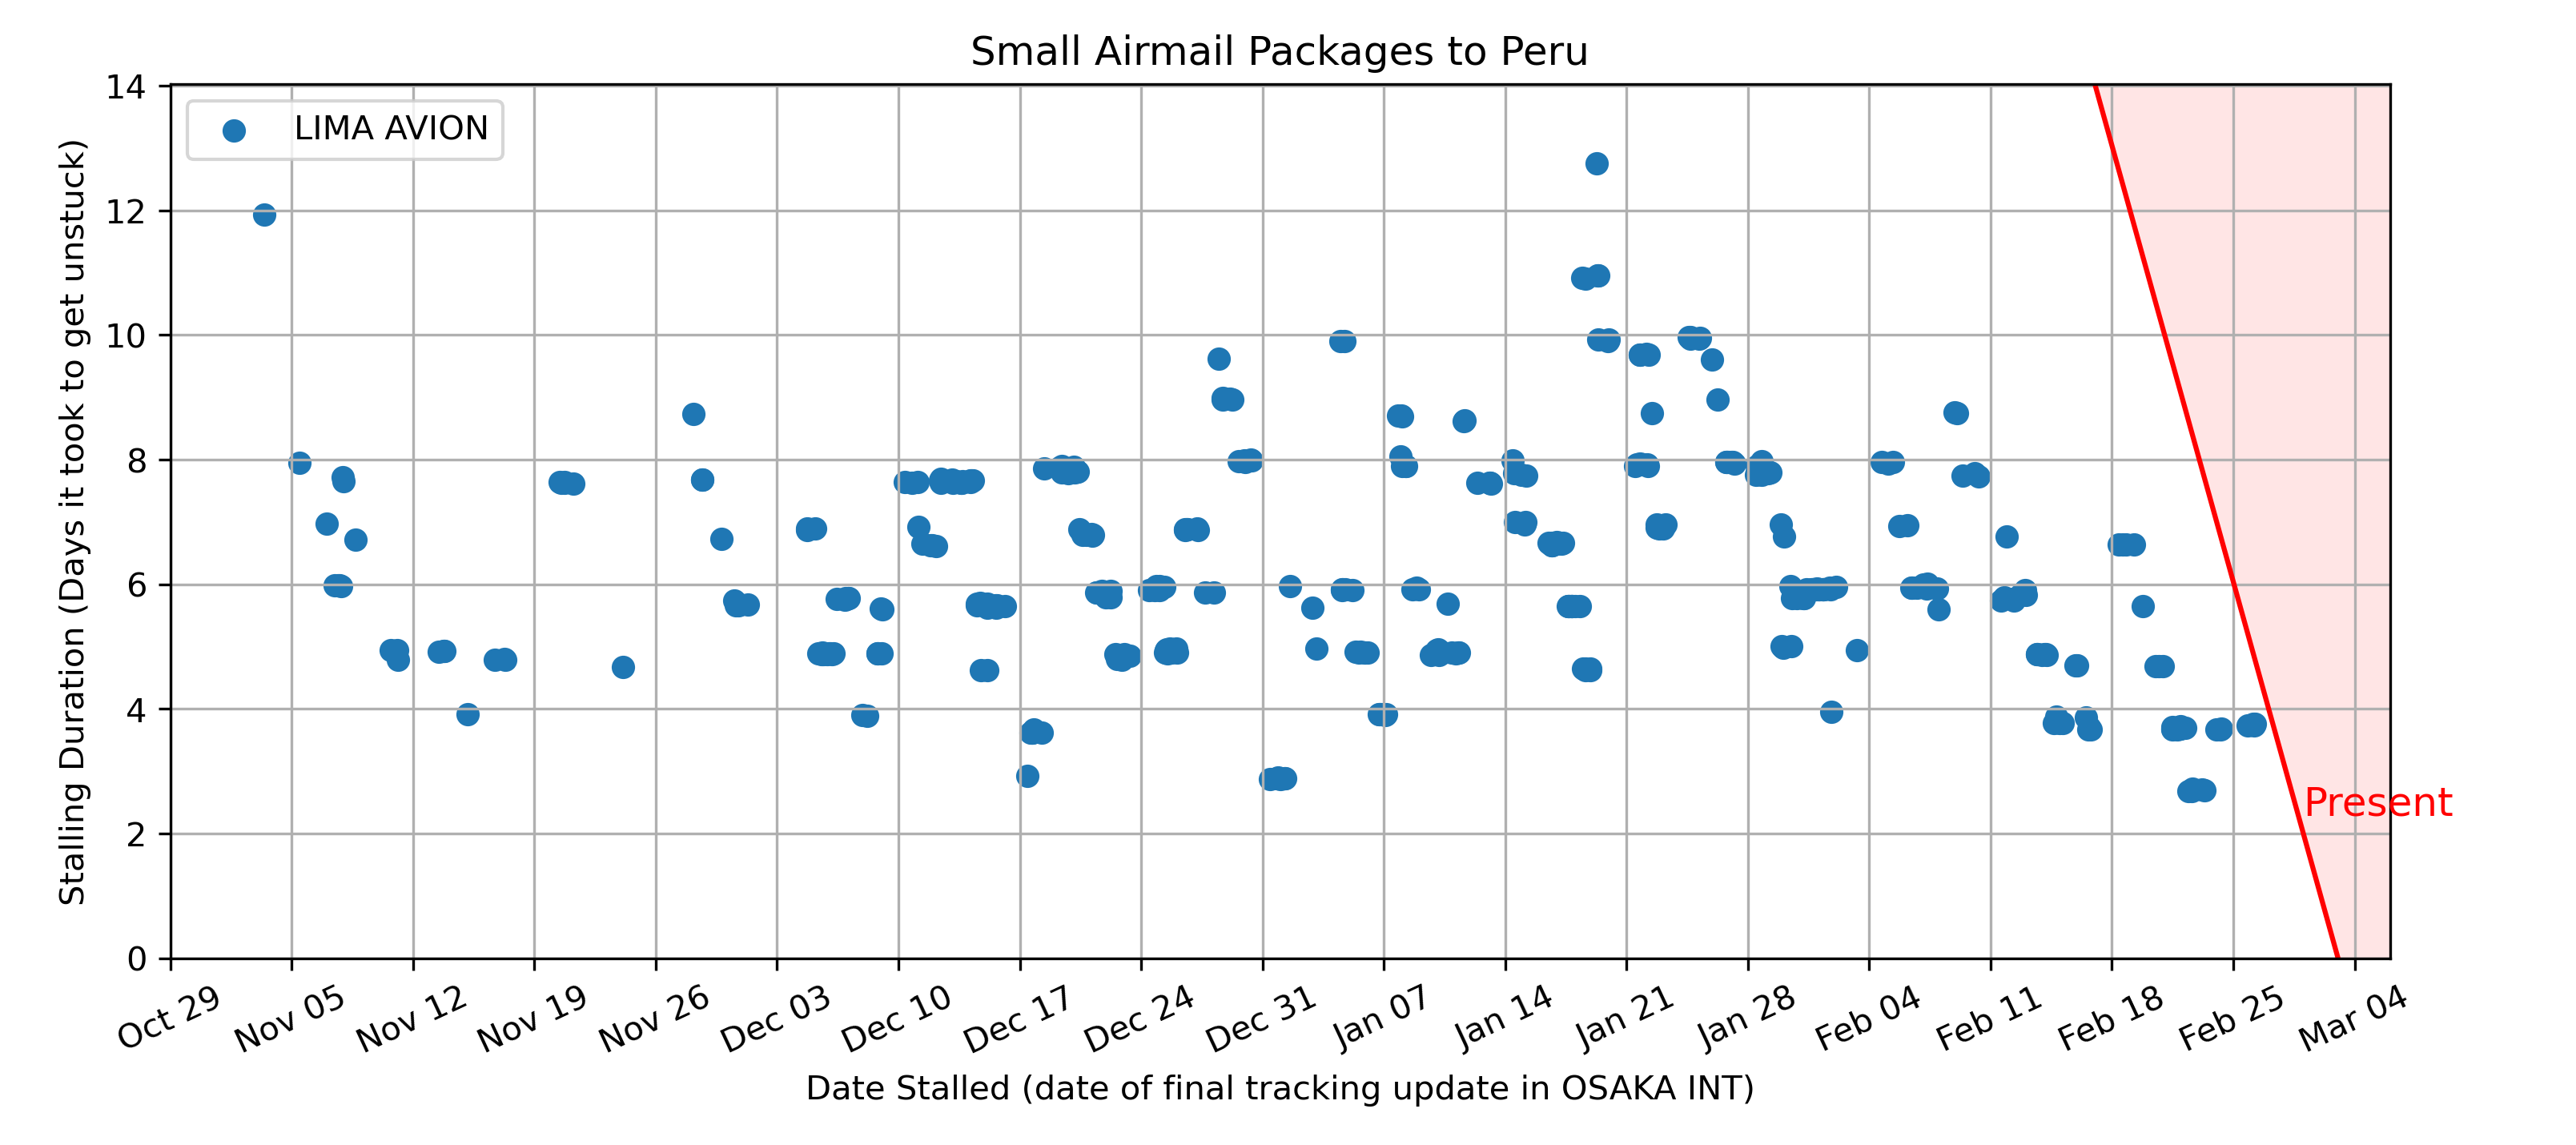 Small Airmail Packages to Peru
LIMA AVION
Stalling Duration (Days it took to get unstuck)
14
12
10
8
6
4
2
0
Present
Oct 29
Nov 05
Nov 12
Nov 19
Nov 26
Dec 03
Dec 10
Dec 17
Dec 24
Dec 31
Jan 07
Jan 14
Jan 21
Jan 28
Feb 04
Feb 11
Feb 18
Feb 25
Mar 04
Date Stalled (date of final tracking update in OSAKA INT)